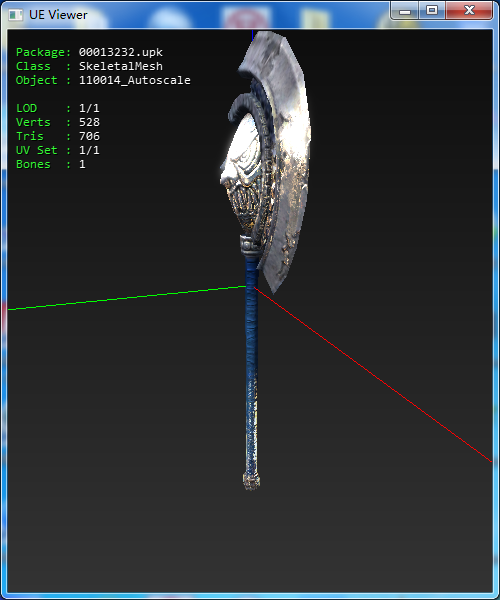 UE Viewer
Package: 00013232.upk
Class  : SkeletalMesh
Object : 110014_Autoscale
LOD    : 1/1
Verts  : 528
Tris   : 706
UV Set : 1/1
Bones  : 1